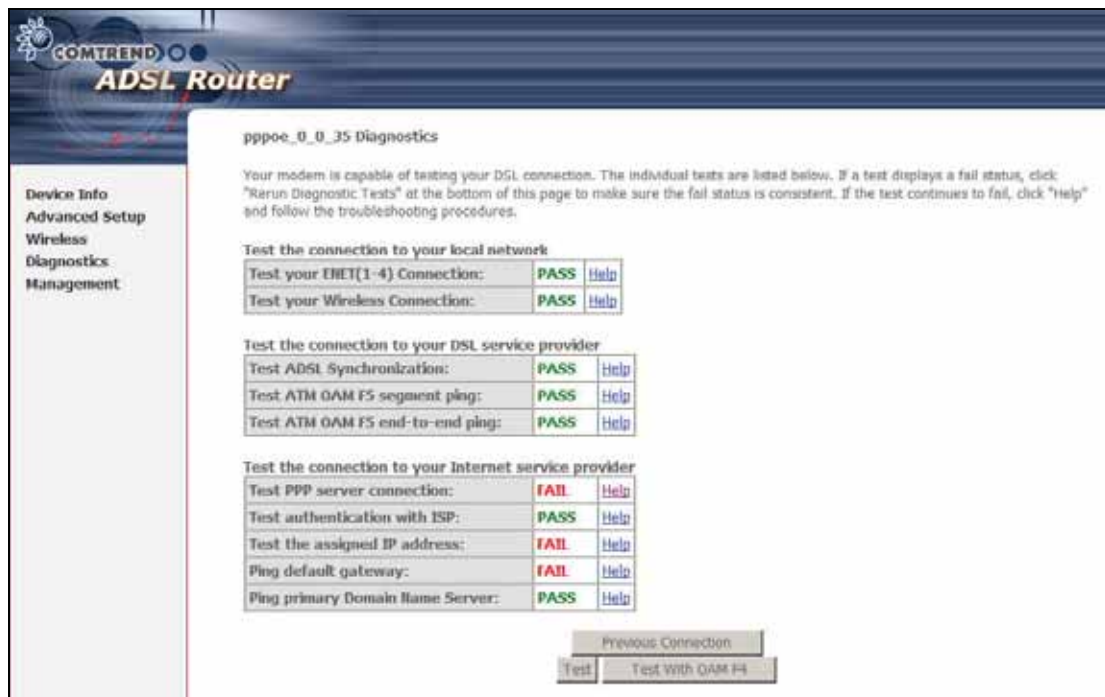 COMTREND
ADSL Router
Device Info
Advanced Setup
Wireless
Diagnostics
Management
pppoe_0_0_35 Diagnostics
Your modem is capable of testing your DSL connection. The individual tests are listed below. If a test displays a fail status, click
"Rerun Diagnostic Tests" at the bottom of this page to make sure the fail status is consistent. If the test continues to fail, click "Help"
and follow the troubleshooting procedures.
Test the connection to your local network
Test your ENET(1-4) Connection: PASS Help
Test your Wireless Connection: PASS Help
Test the connection to your DSL service provider
Test ADSL Synchronization: PASS Help
Test ATM OAM F5 segment ping: PASS Help
Test ATM OAM F5 end-to-end ping: PASS Help
Test the connection to your Internet service provider
Test PPP server connection: FAIL Help
Test authentication with ISP: PASS Help
Test the assigned IP address: FAIL Help
Ping default gateway: FAIL Help
Ping primary Domain Name Server: PASS Help
Previous Connection
Test Test With OAM F4